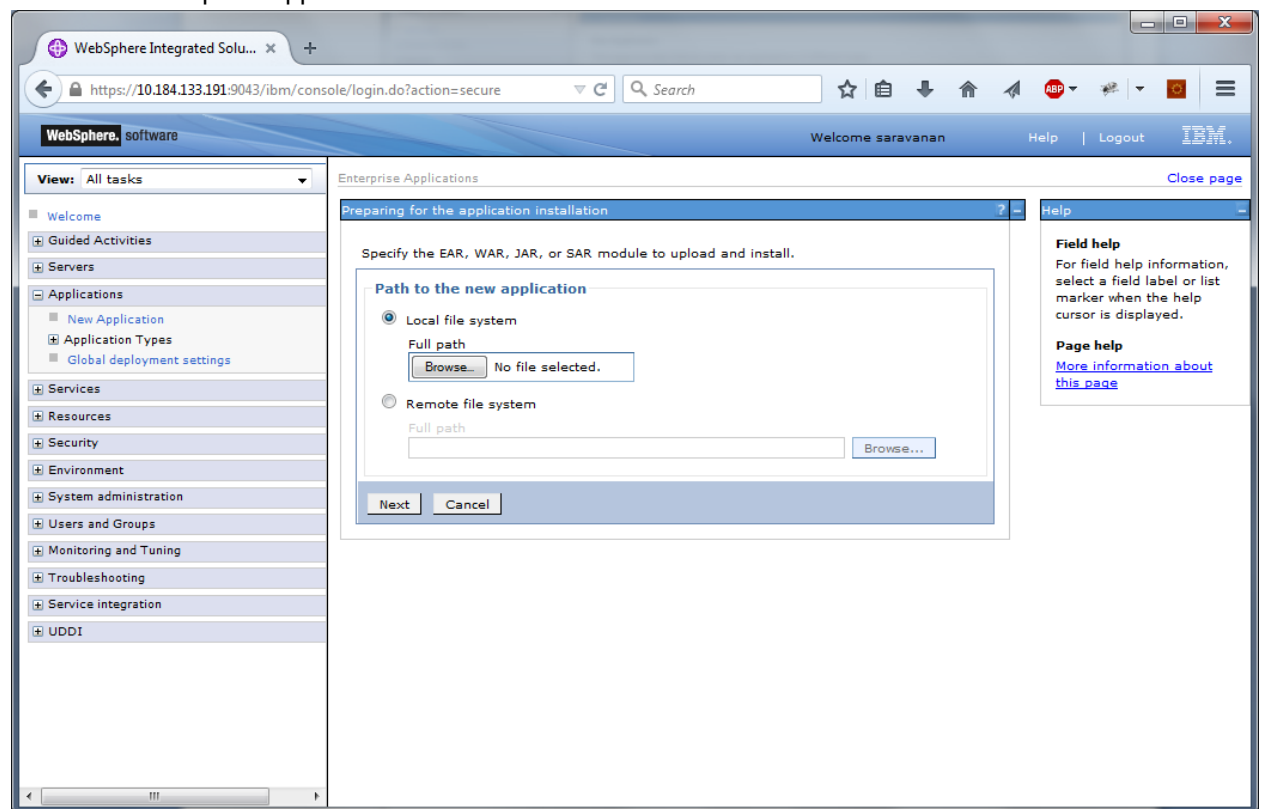 WebSphere Integrated Solu...
https://10.184.133.191:9043/ibm/console/login.do?action=secure
Search
ABP
WebSphere. software
Welcome saravanan
Help | Logout
IBM.
View: All tasks
Welcome
Guided Activities
Servers
Applications
New Application
Application Types
Global deployment settings
Services
Resources
Security
Environment
System administration
Users and Groups
Monitoring and Tuning
Troubleshooting
Service integration
UDDI
Enterprise Applications
Close page
Preparing for the application installation
? -
Specify the EAR, WAR, JAR, or SAR module to upload and install.
Path to the new application
Local file system
Full path
Browse... No file selected.
Remote file system
Full path
Browse...
Next Cancel
Help
Field help
For field help information,
select a field label or list
marker when the help
cursor is displayed.
Page help
More information about
this page